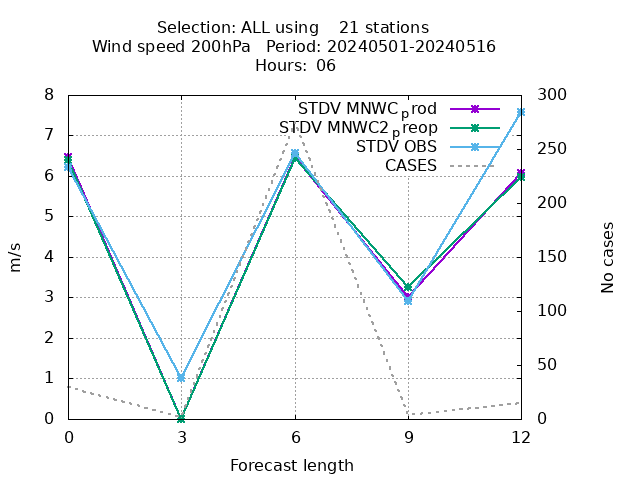 Selection: ALL using    21 stations
Wind speed 200hPa   Period: 20240501-20240516
Hours:  06
8
7
6
5
4
3
2
1
0
m/s
STDV MNWC_prod
STDV MNWC2_preop
STDV OBS
CASES
300
250
200
150
100
50
0
No cases
0 3 6 9 12
Forecast length